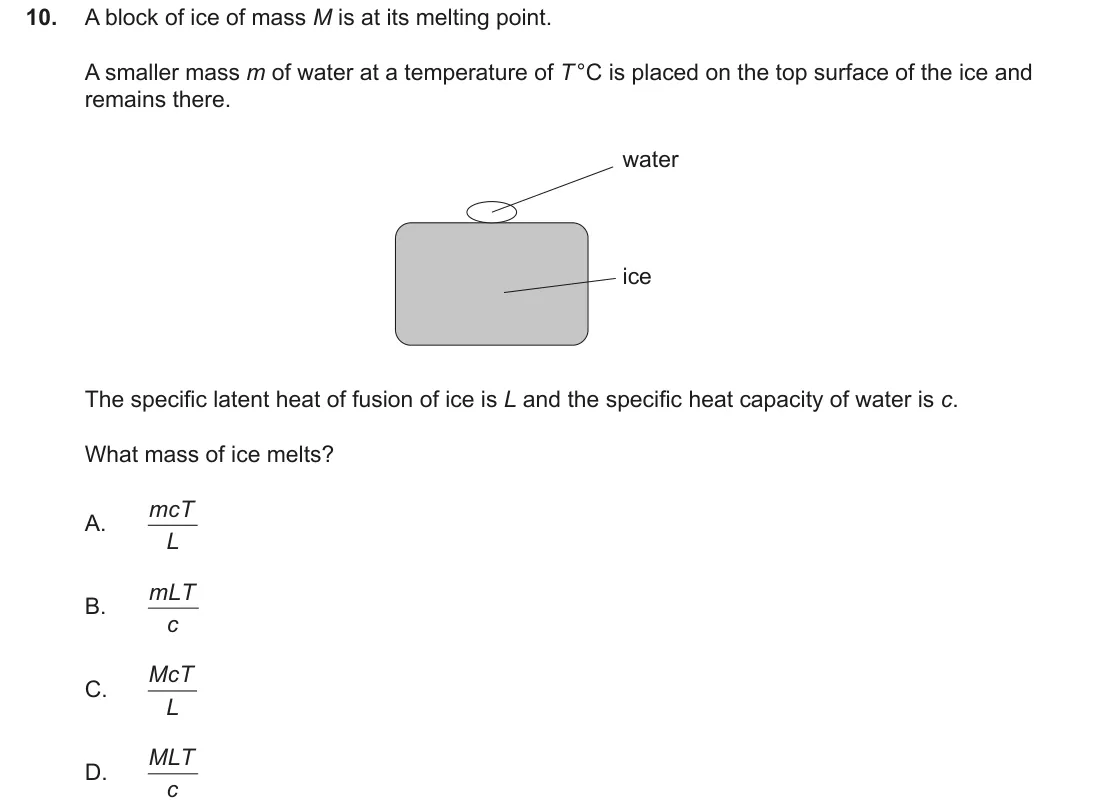 10. A block of ice of mass M is at its melting point.
A smaller mass m of water at a temperature of T°C is placed on the top surface of the ice and
remains there.
water
ice
The specific latent heat of fusion of ice is L and the specific heat capacity of water is c.
What mass of ice melts?
A. mcT
L
B. mLT
c
C. McT
L
D. MLT
c